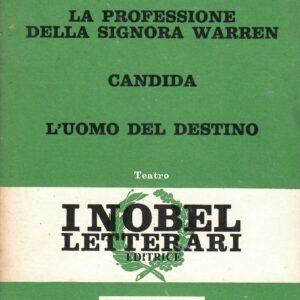 LA PROFESSIONE
DELLA SIGNORA WARREN
CANDIDA
L'UOMO DEL DESTINO
Teatro
I NOBEL
LETTERARI
EDITRICE